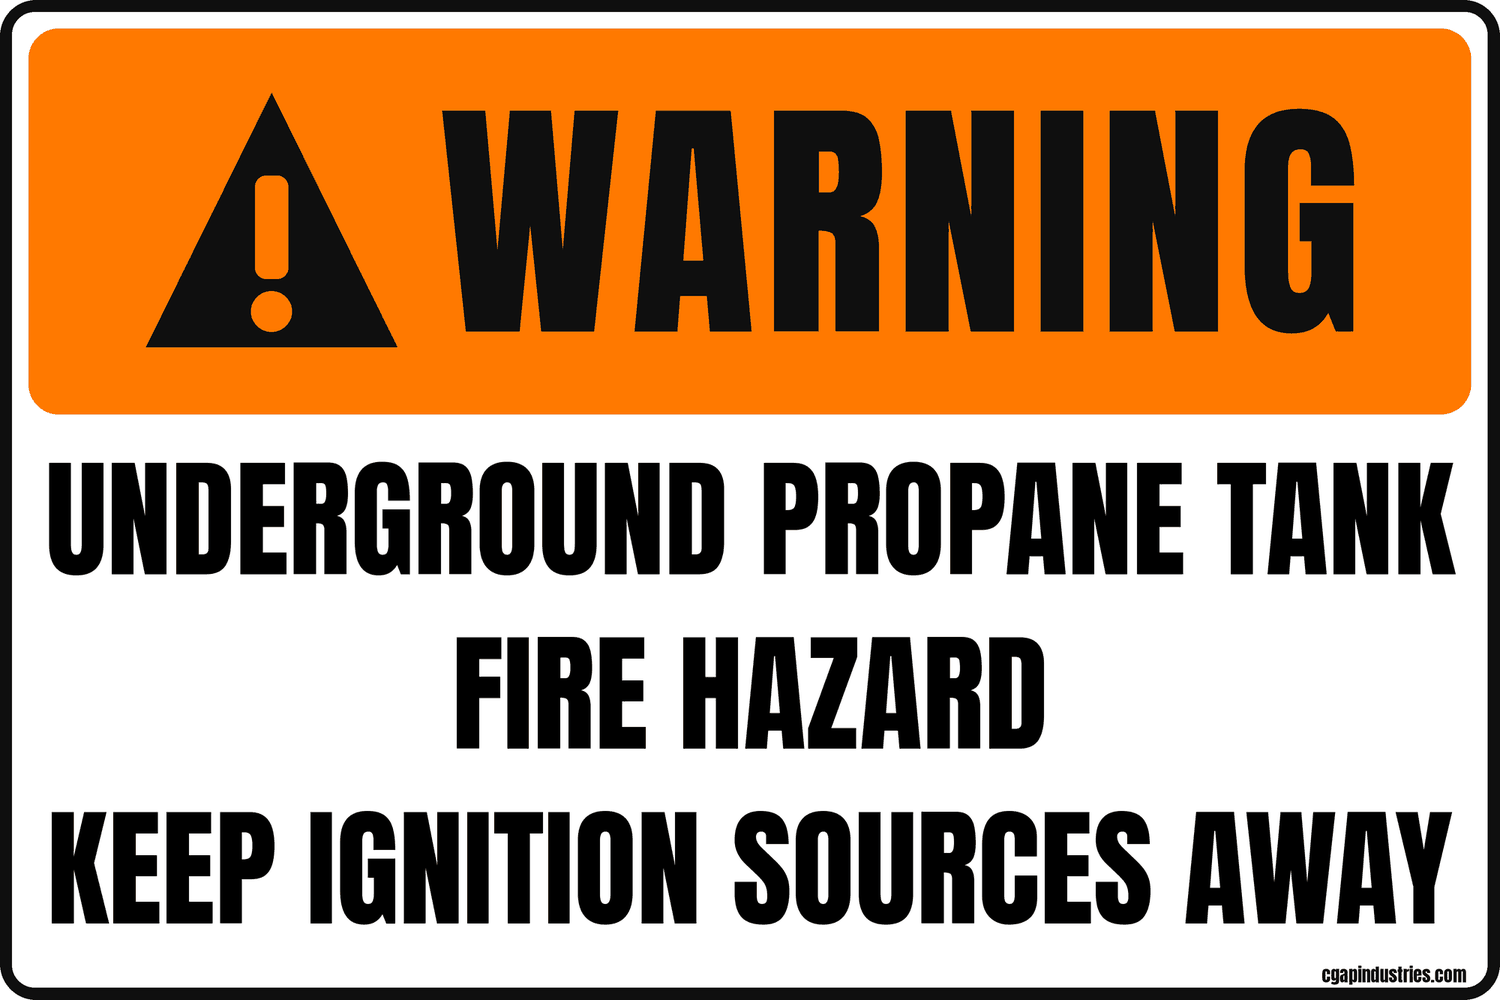 WARNING
UNDERGROUND PROPANE TANK
FIRE HAZARD
KEEP IGNITION SOURCES AWAY
cgapindustries.com